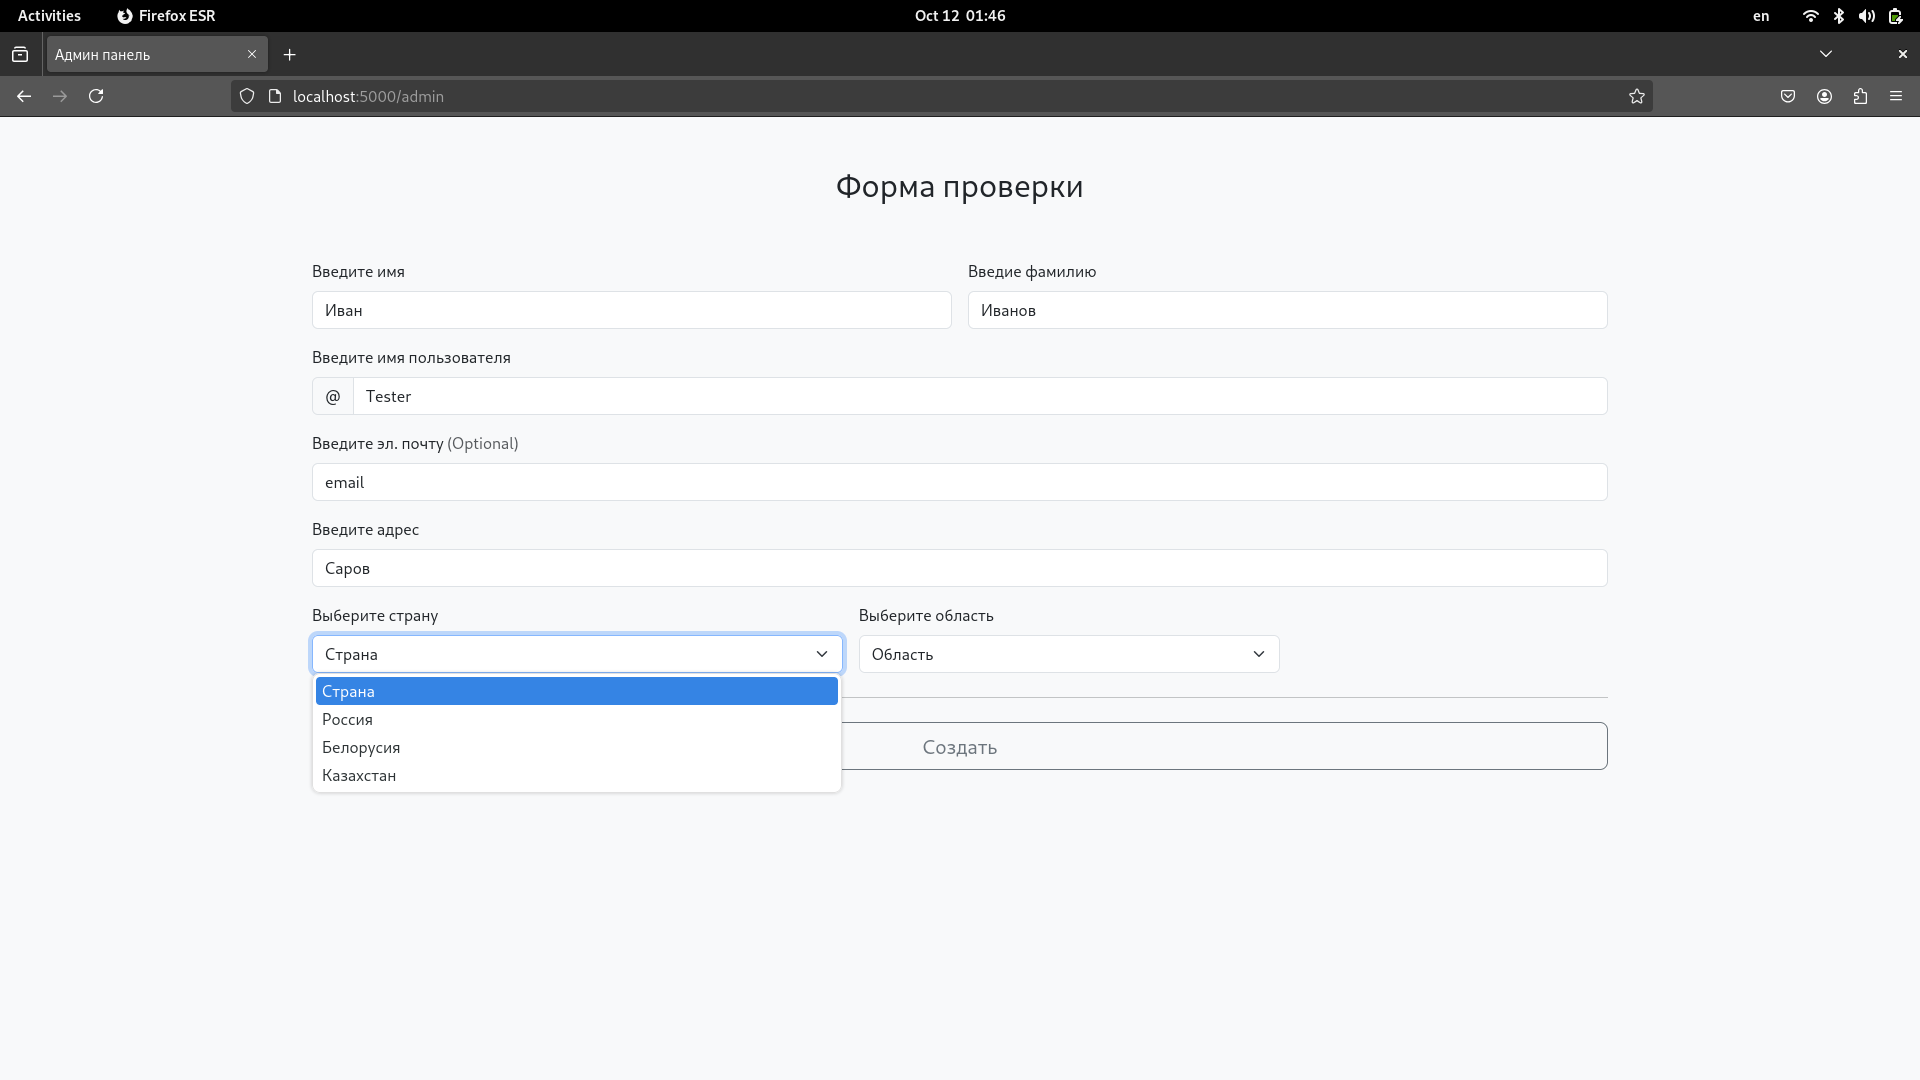 Activities Firefox ESR Oct 12 01:46 en
Админ панель
localhost:5000/admin
Форма проверки
Введите имя Введие фамилию
Иван Иванов
Введите имя пользователя
@ Tester
Введите эл. почту (Optional)
email
Введите адрес
Саров
Выберите страну Выберите область
Страна Область
Страна
Россия
Белорусия
Казахстан
Создать